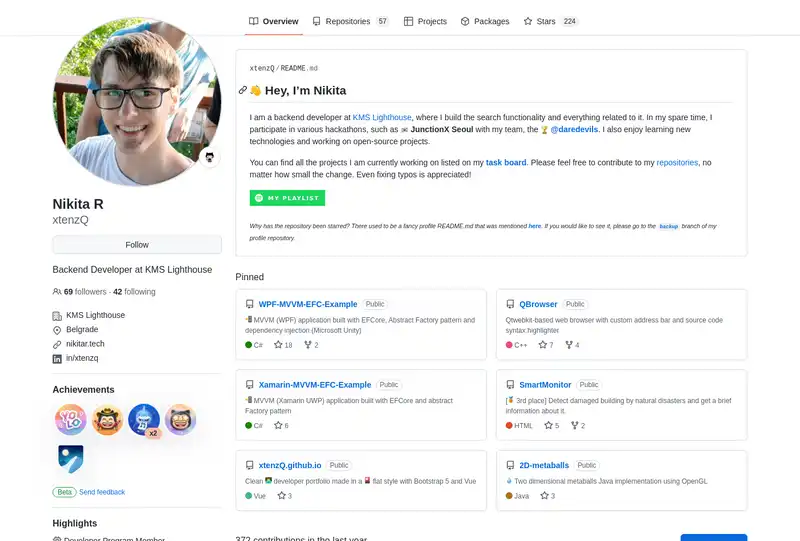 Overview
Repositories 57
Projects
Packages
Stars 224
xtenzQ/README.md
Hey, I'm Nikita
I am a backend developer at KMS Lighthouse, where I build the search functionality and everything related to it. In my spare time, I
participate in various hackathons, such as JunctionX Seoul with my team, the @daredevils. I also enjoy learning new
technologies and working on open-source projects.
You can find all the projects I am currently working on listed on my task board. Please feel free to contribute to my repositories, no
matter how small the change. Even fixing typos is appreciated!
MY PLAYLIST
Why has the repository been starred? There used to be a fancy profile README.md that was mentioned here. If you would like to see it, please go to the backup branch of my
profile repository.
Nikita R
xtenzQ
Follow
Backend Developer at KMS Lighthouse
69 followers · 42 following
KMS Lighthouse
Belgrade
nikitar.tech
in/xtenzq
Achievements
YOLO
x2
Beta Send feedback
Highlights
Developer Program Member
Pinned
WPF-MVVM-EFC-Example Public
MVVM (WPF) application built with EFCore, Abstract Factory pattern and
dependency injection (Microsoft Unity)
C# 18 2
QBrowser Public
Qtwebkit-based web browser with custom address bar and source code
syntax highlighter
C++ 7 4
Xamarin-MVVM-EFC-Example Public
MVVM (Xamarin UWP) application built with EFCore and abstract
Factory pattern
C# 6
SmartMonitor Public
[🏅 3rd place] Detect damaged building by natural disasters and get a brief
information about it.
HTML 5 2
xtenzQ.github.io Public
Clean developer portfolio made in a flat style with Bootstrap 5 and Vue
Vue 3
2D-metaballs Public
Two dimensional metaballs Java implementation using OpenGL
Java 3
372 contributions in the last year